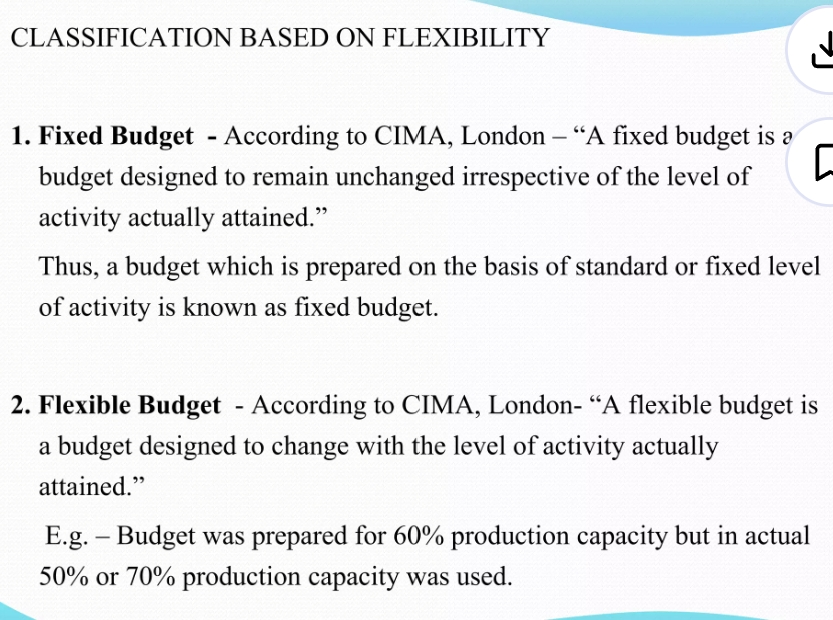 CLASSIFICATION BASED ON FLEXIBILITY
1. Fixed Budget - According to CIMA, London – “A fixed budget is a
budget designed to remain unchanged irrespective of the level of
activity actually attained.”
Thus, a budget which is prepared on the basis of standard or fixed level
of activity is known as fixed budget.
2. Flexible Budget - According to CIMA, London- “A flexible budget is
a budget designed to change with the level of activity actually
attained.”
E.g. – Budget was prepared for 60% production capacity but in actual
50% or 70% production capacity was used.